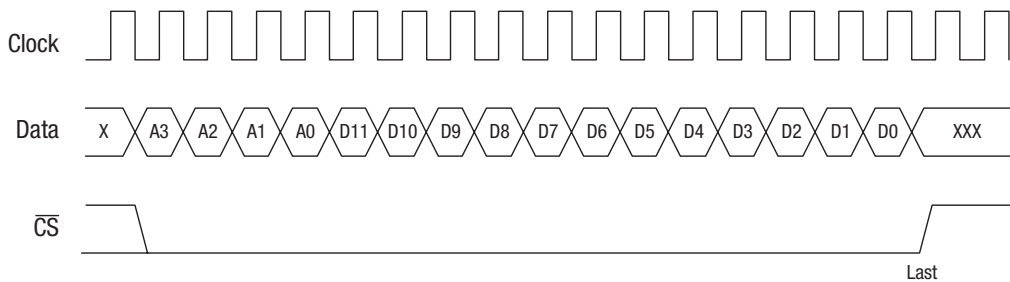 Clock
Data X A3 A2 A1 A0 D11 D10 D9 D8 D7 D6 D5 D4 D3 D2 D1 D0 XXX
C̅S̅
Last